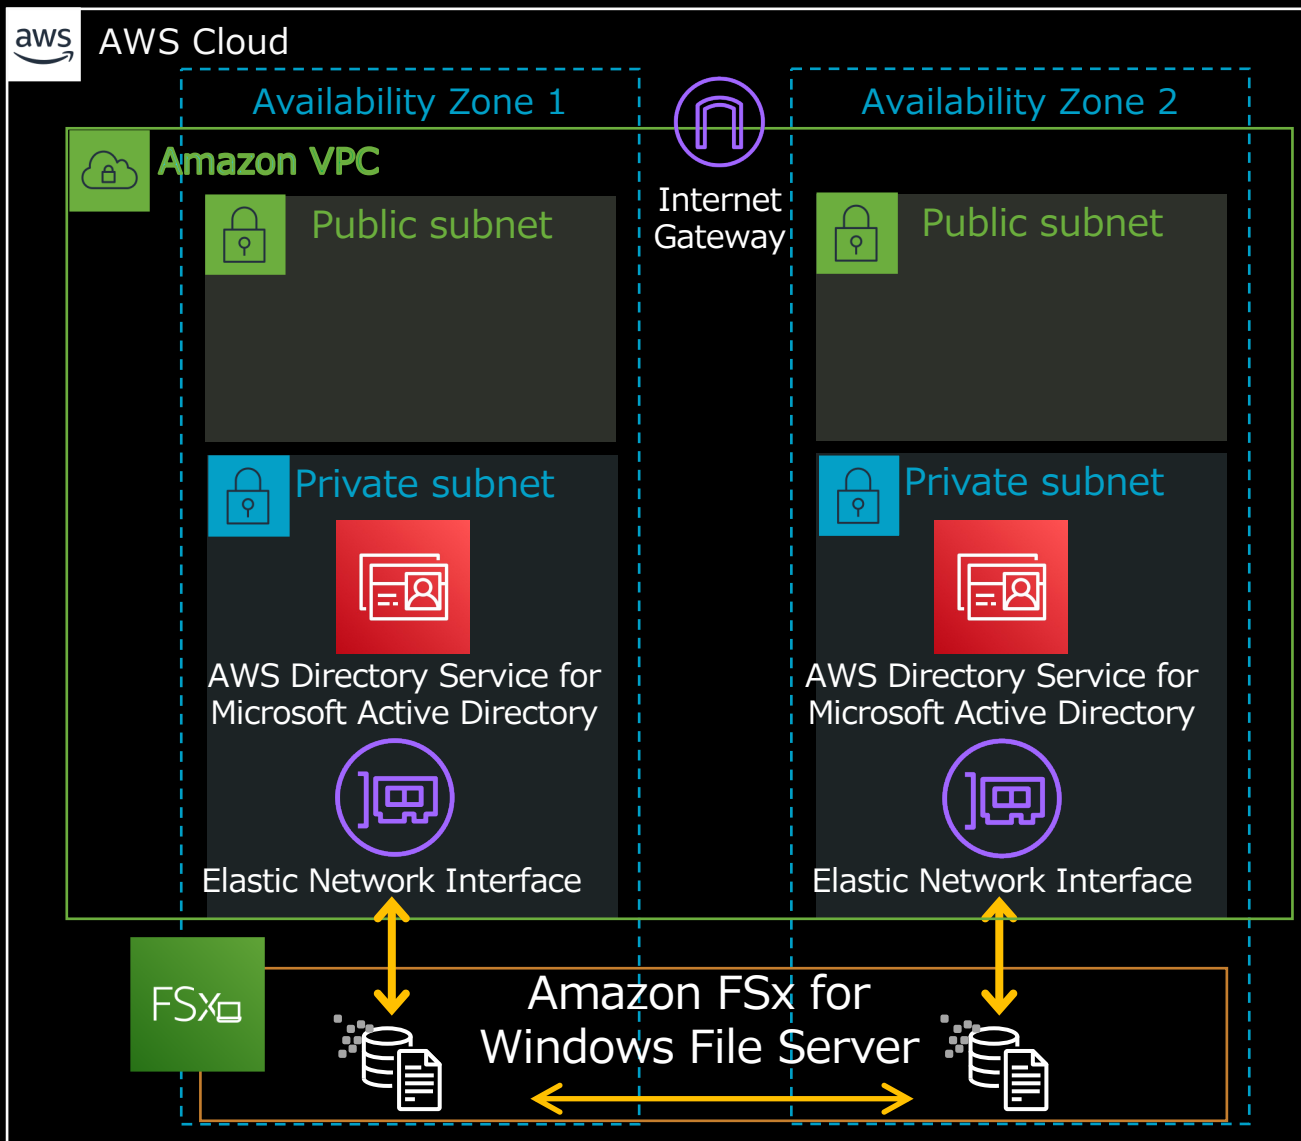 aws
AWS Cloud
Availability Zone 1
Availability Zone 2
Amazon VPC
Internet
Gateway
Public subnet
Public subnet
Private subnet
Private subnet
AWS Directory Service for
Microsoft Active Directory
AWS Directory Service for
Microsoft Active Directory
Elastic Network Interface
Elastic Network Interface
FSx
Amazon FSx for
Windows File Server